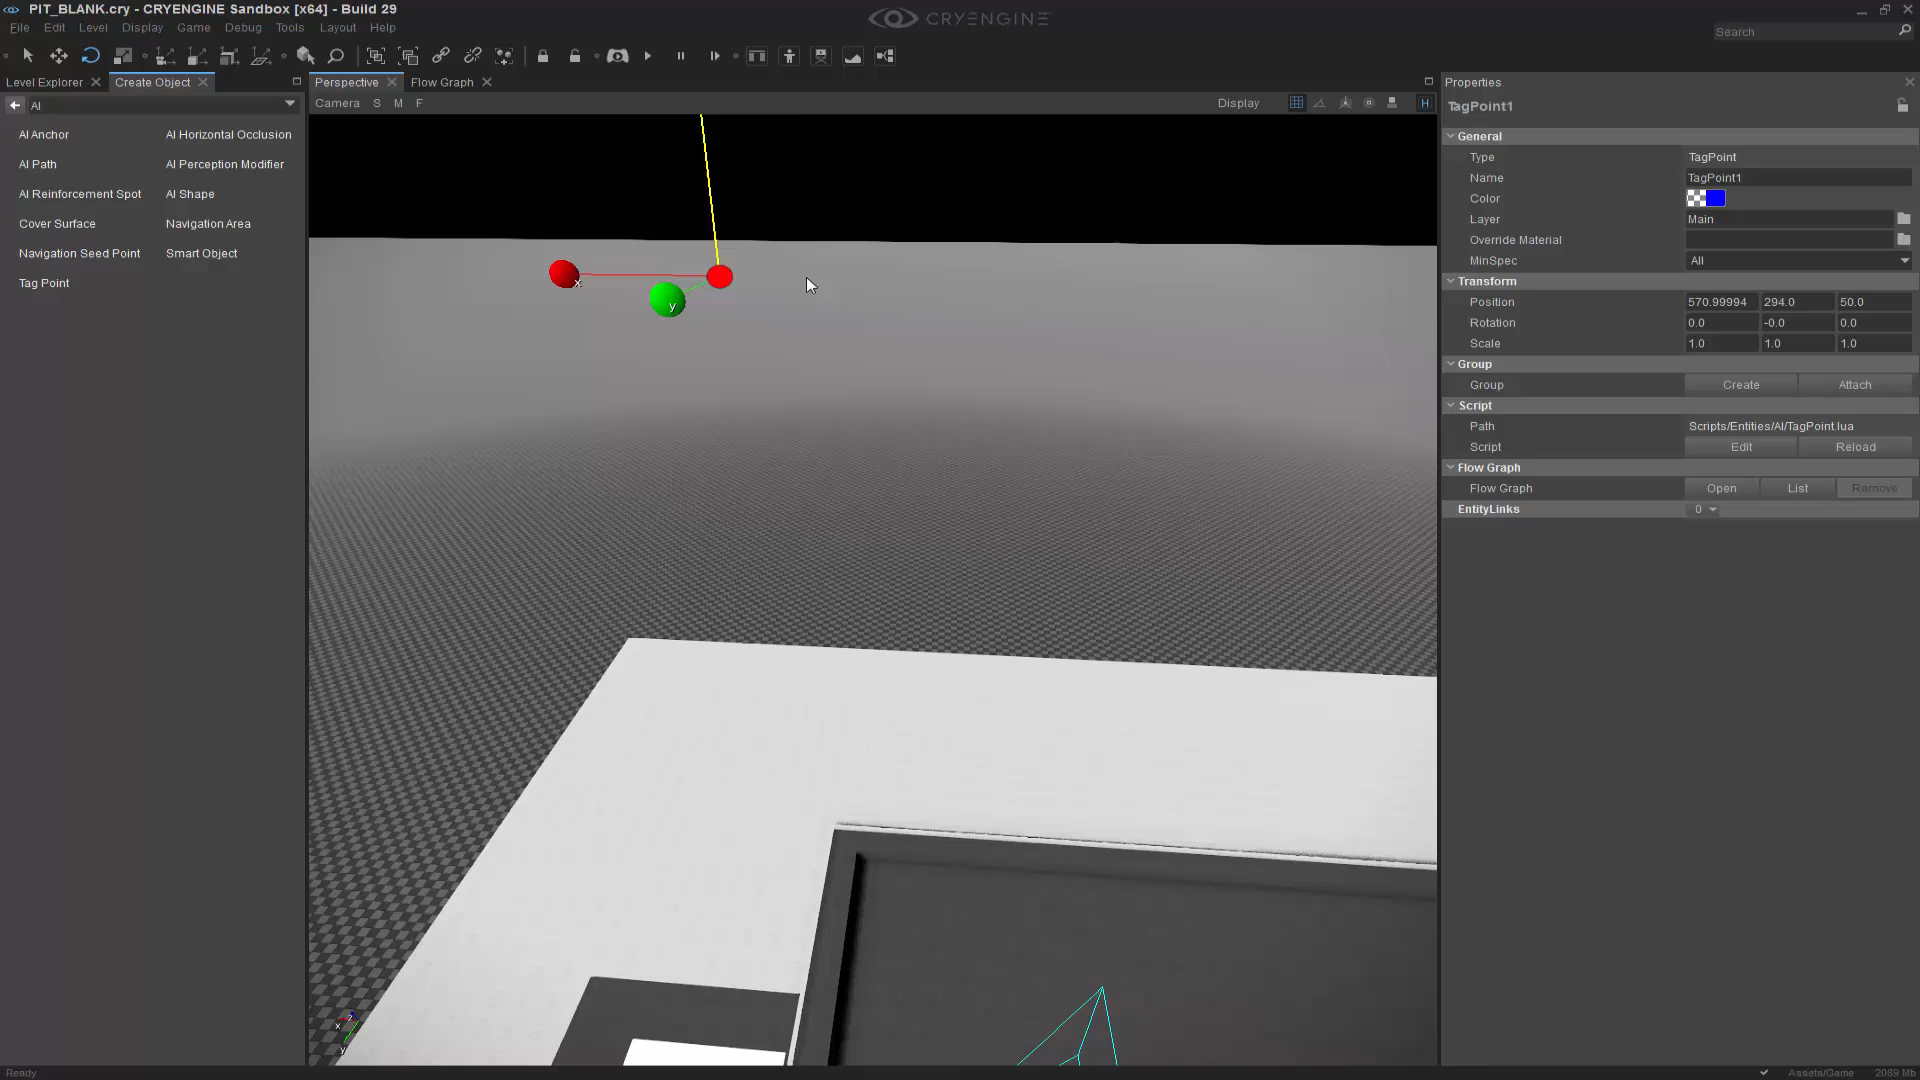 PIT_BLANK.cry - CRYENGINE Sandbox [x64] - Build 29
CRYENGINE
File Edit Level Display Game Debug Tools Layout Help
Search
Level Explorer
Create Object
Perspective
Flow Graph
Properties
AI
Camera S M F
Display
H
TagPoint1
AI Anchor
AI Horizontal Occlusion
AI Path
AI Perception Modifier
AI Reinforcement Spot
AI Shape
Cover Surface
Navigation Area
Navigation Seed Point
Smart Object
Tag Point
General
Type TagPoint
Name TagPoint1
Color
Layer Main
Override Material
MinSpec All
Transform
Position 570.99994 294.0 50.0
Rotation 0.0 -0.0 0.0
Scale 1.0 1.0 1.0
Group
Group Create Attach
Script
Path Scripts/Entities/AI/TagPoint.lua
Script Edit Reload
Flow Graph
Flow Graph Open List Remove
EntityLinks 0
x
y
z
x
y
Ready
Assets/Game 2089 Mb